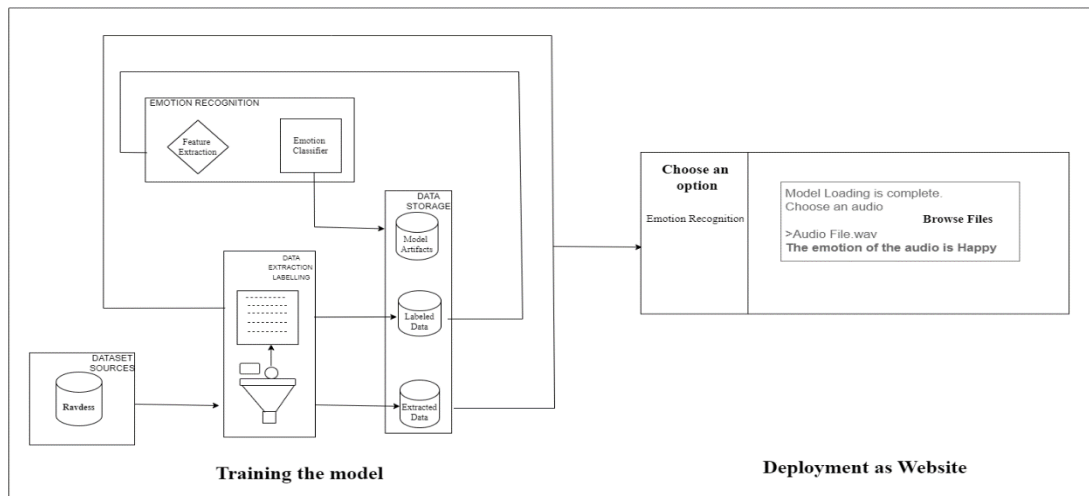 EMOTION RECOGNITION
Feature
Extraction
Emotion
Classifier
DATA
STORAGE
Model
Artifacts
DATA
EXTRACTION
LABELLING
Labeled
Data
DATASET
SOURCES
Ravdess
Extracted
Data
Training the model
Choose an
option
Emotion Recognition
Model Loading is complete.
Choose an audio
Browse Files
>Audio File.wav
The emotion of the audio is Happy
Deployment as Website